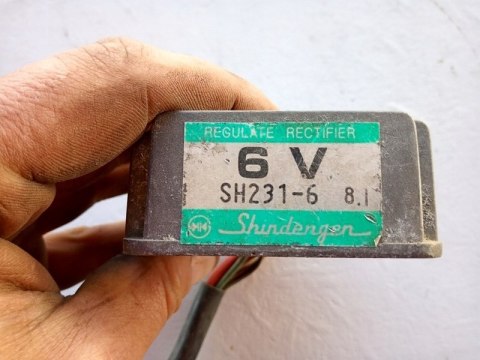 REGULATE RECTIFIER
6 V
SH231-6 8.1
Shindengen